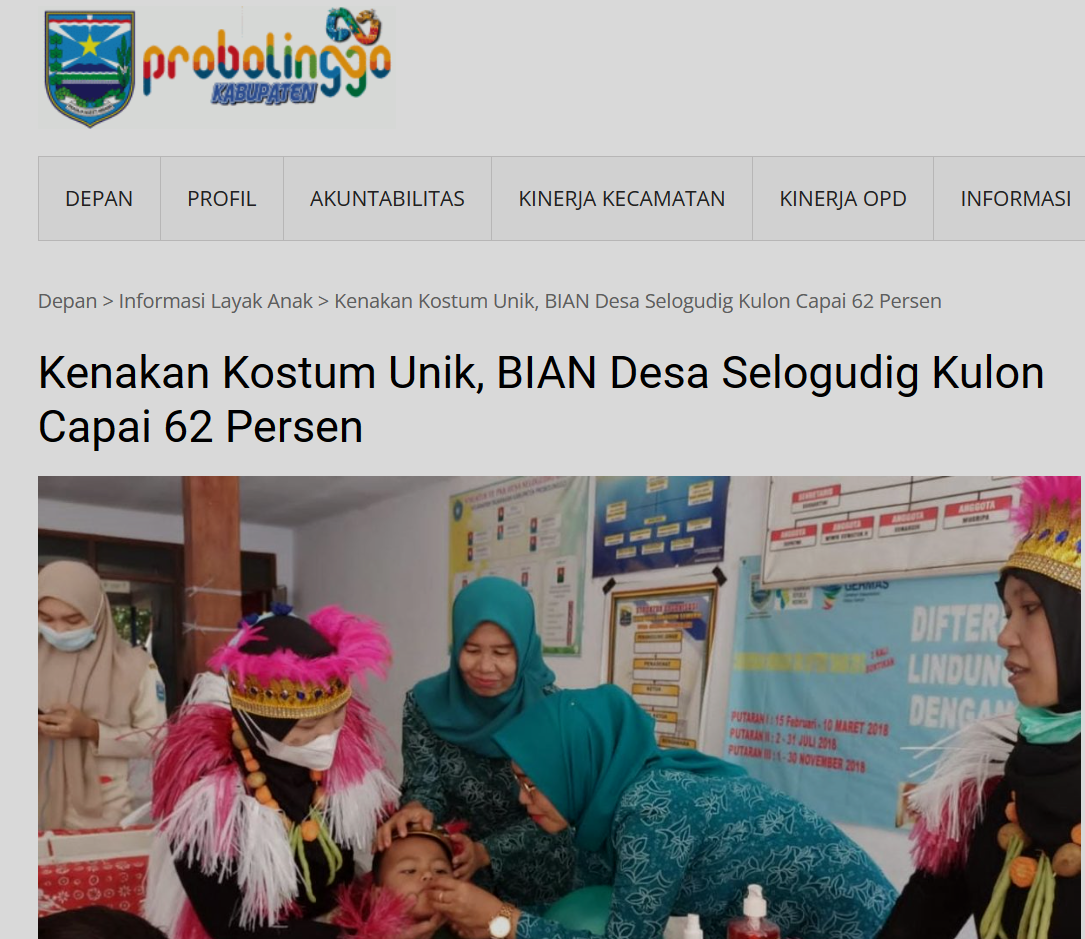 probolinggo
KABUPATEN
DEPAN
PROFIL
AKUNTABILITAS
KINERJA KECAMATAN
KINERJA OPD
INFORMASI
Depan > Informasi Layak Anak > Kenakan Kostum Unik, BIAN Desa Selogudig Kulon Capai 62 Persen
Kenakan Kostum Unik, BIAN Desa Selogudig Kulon
Capai 62 Persen
SEKRETARIS
ANGGOTA
ANGGOTA
ANGGOTA
ANGGOTA
GERMAS
DIFTER
LINDUN
DENGAN
PUTARAN I : 15 Februari - 10 MARET 2018
PUTARAN II : 2 - 31 JULI 2018
PUTARAN III : 1 - 30 NOVEMBER 2018